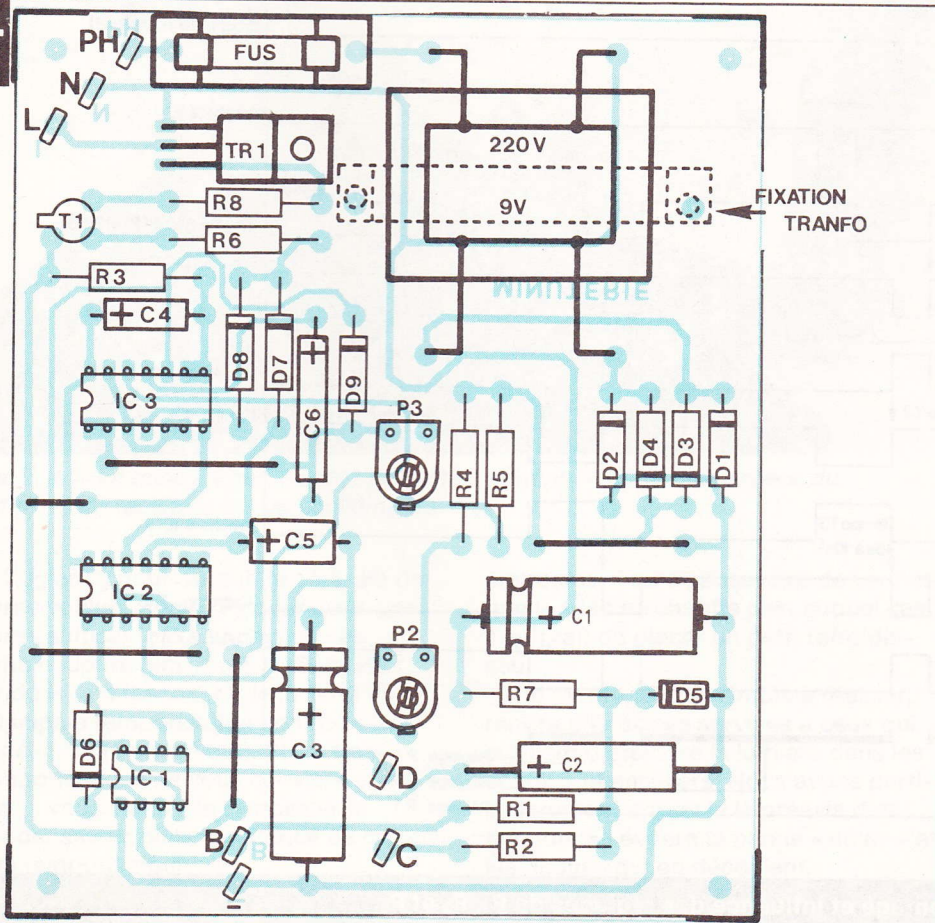 PH
FUS
N
L
TR1
220V
R8
9V
FIXATION
TRANFO
T1
R6
R3
C4
MINUTERIE
D8
D7
C6
D9
IC 3
P3
R4
R5
D2
D4
D3
D1
C5
IC 2
C1
P2
R7
D5
D6
C3
IC 1
D
C2
R1
B
C
R2
-